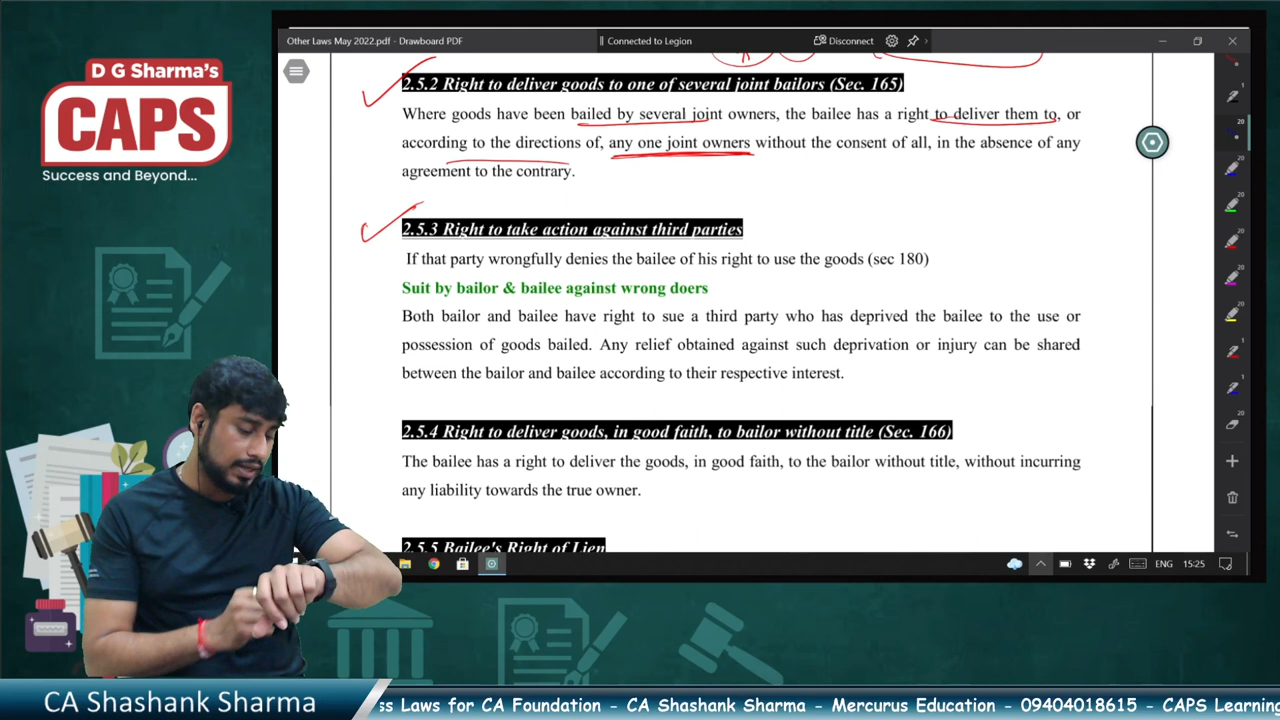 D G Sharma's
CAPS
Success and Beyond...
Other Laws May 2022.pdf - Drawboard PDF
Connected to Legion
Disconnect
2.5.2 Right to deliver goods to one of several joint bailors (Sec. 165)
Where goods have been bailed by several joint owners, the bailee has a right to deliver them to, or
according to the directions of, any one joint owners without the consent of all, in the absence of any
agreement to the contrary.
2.5.3 Right to take action against third parties
If that party wrongfully denies the bailee of his right to use the goods (sec 180)
Suit by bailor & bailee against wrong doers
Both bailor and bailee have right to sue a third party who has deprived the bailee to the use or
possession of goods bailed. Any relief obtained against such deprivation or injury can be shared
between the bailor and bailee according to their respective interest.
2.5.4 Right to deliver goods, in good faith, to bailor without title (Sec. 166)
The bailee has a right to deliver the goods, in good faith, to the bailor without title, without incurring
any liability towards the true owner.
2.5.5 Bailee's Right of Lien
20
20
20
20
20
20
1
1
20
ENG
15:25
CA Shashank Sharma
ss Laws for CA Foundation - CA Shashank Sharma - Mercurus Education - 09404018615 - CAPS Learning